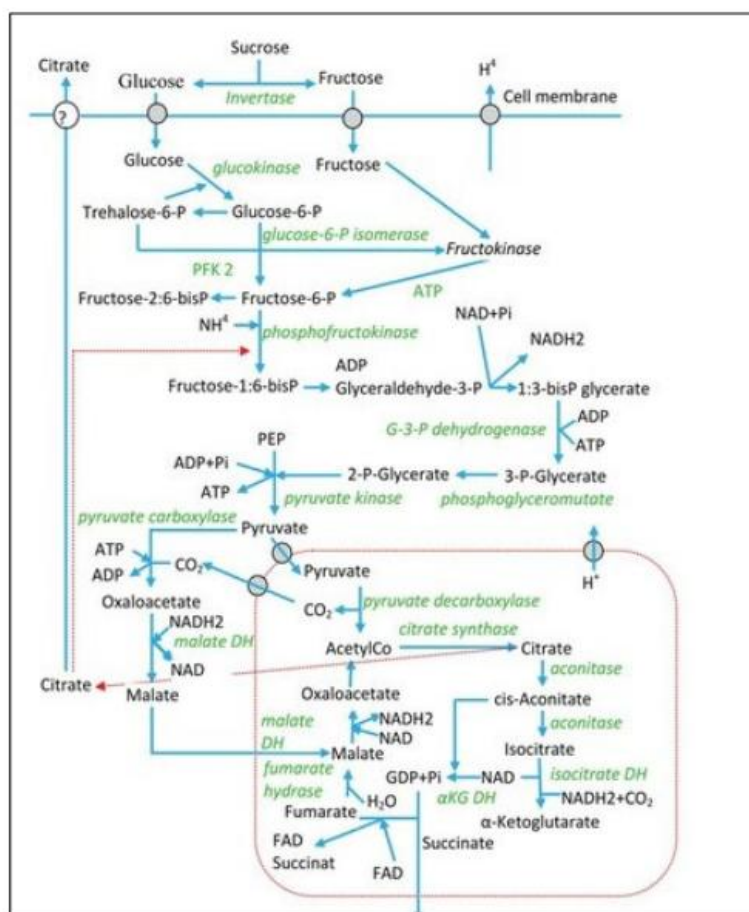 Sucrose
Citrate
Glucose
Fructose
H⁴
Invertase
Cell membrane
?
Glucose
Fructose
glucokinase
Trehalose-6-P
Glucose-6-P
glucose-6-P isomerase
Fructokinase
PFK 2
ATP
Fructose-2:6-bisP
Fructose-6-P
NAD+Pi
NH⁴
phosphofructokinase
NADH2
ADP
Fructose-1:6-bisP
Glyceraldehyde-3-P
1:3-bisP glycerate
ADP
G-3-P dehydrogenase
PEP
ATP
ADP+Pi
2-P-Glycerate
3-P-Glycerate
ATP
pyruvate kinase
phosphoglyceromutate
pyruvate carboxylase
Pyruvate
ATP
CO₂
Pyruvate
H⁺
ADP
Oxaloacetate
CO₂
pyruvate decarboxylase
NADH2
citrate synthase
malate DH
AcetylCo
Citrate
NAD
aconitase
Citrate
Malate
Oxaloacetate
cis-Aconitate
NADH2
aconitase
malate
DH
NAD
Isocitrate
Malate
fumarate
hydrase
GDP+Pi
NAD
isocitrate DH
αKG DH
H₂O
NADH2+CO₂
Fumarate
α-Ketoglutarate
FAD
Succinate
Succinat
FAD